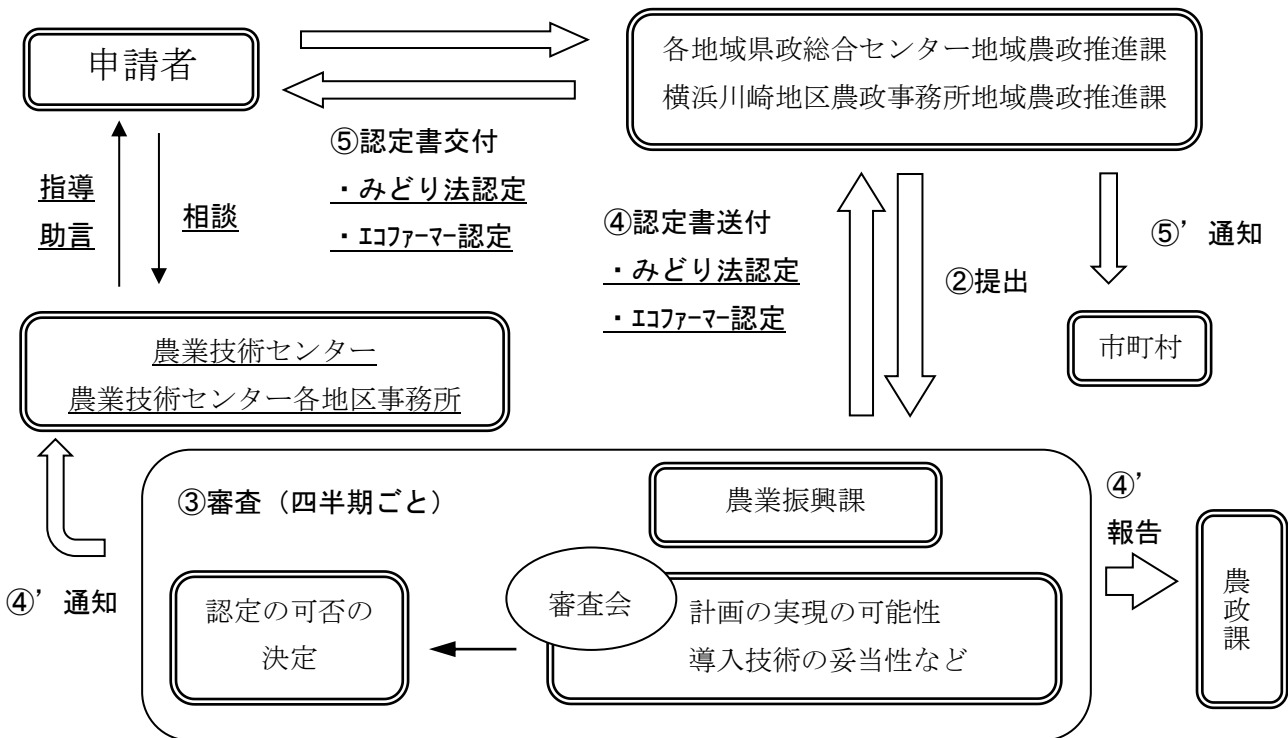 申請者
各地域県政総合センター地域農政推進課
横浜川崎地区農政事務所地域農政推進課
⑤認定書交付
・みどり法認定
・ｴｺﾌｧｰﾏｰ認定
指導
助言
相談
④認定書送付
・みどり法認定
・ｴｺﾌｧｰﾏｰ認定
②提出
⑤’通知
市町村
農業技術センター
農業技術センター各地区事務所
③審査（四半期ごと）
農業振興課
④’
報告
農政課
④’通知
認定の可否の
決定
審査会
計画の実現の可能性
導入技術の妥当性など